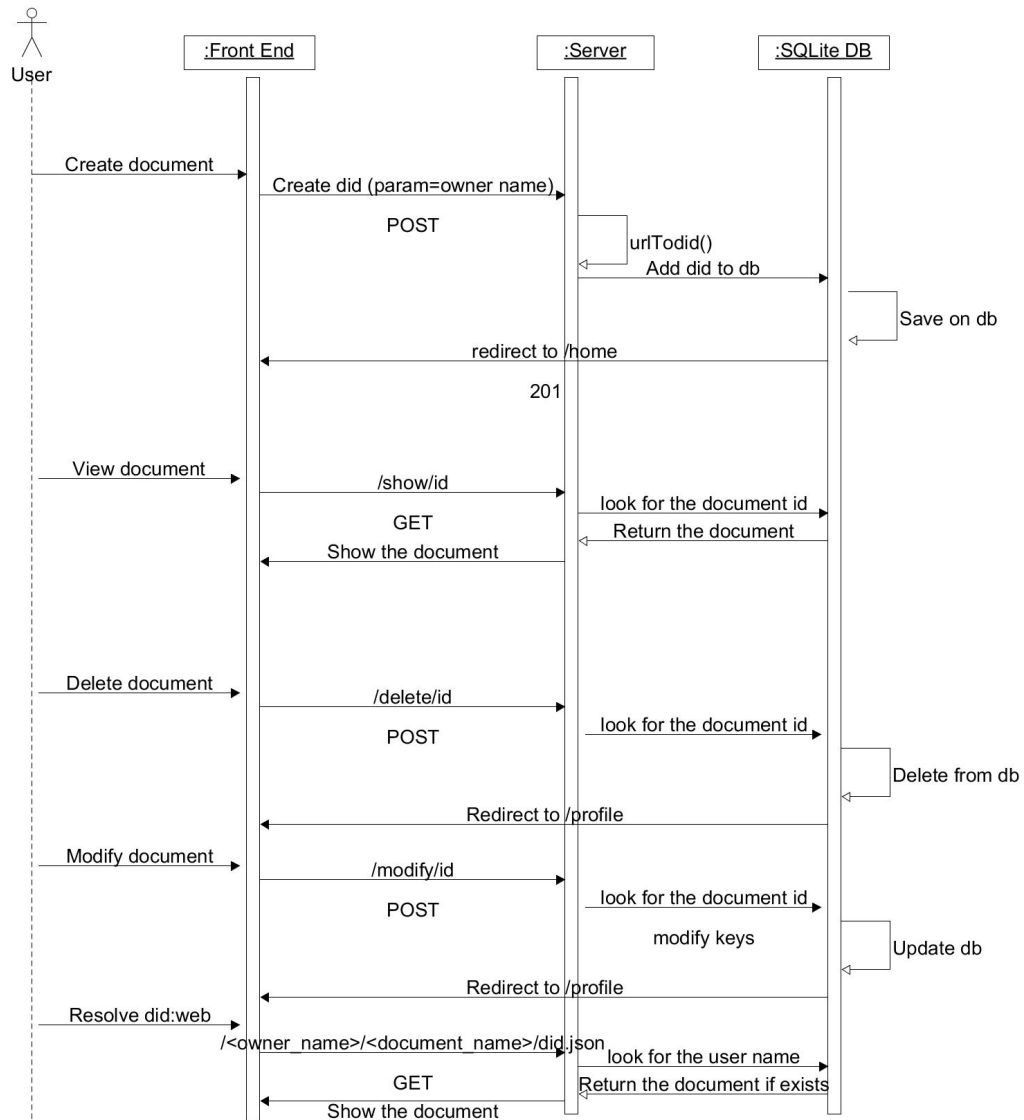 :Front End
:Server
:SQLite DB
User
Create document
Create did (param=owner name)
POST
urlTodid()
Add did to db
Save on db
redirect to /home
201
View document
/show/id
look for the document id
GET
Return the document
Show the document
Delete document
/delete/id
look for the document id
POST
Delete from db
Redirect to /profile
Modify document
/modify/id
look for the document id
POST
modify keys
Update db
Redirect to /profile
Resolve did:web
/<owner_name>/<document_name>/did.json
look for the user name
GET
Return the document if exists
Show the document